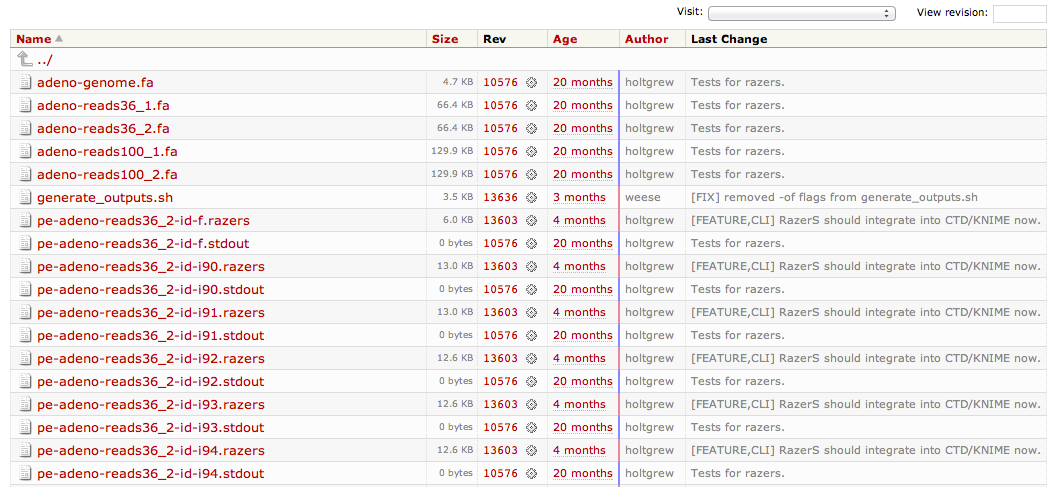 Visit: View revision:
Name Size Rev Age Author Last Change
../
adeno-genome.fa 4.7 KB 10576 20 months holtgrew Tests for razers.
adeno-reads36_1.fa 66.4 KB 10576 20 months holtgrew Tests for razers.
adeno-reads36_2.fa 66.4 KB 10576 20 months holtgrew Tests for razers.
adeno-reads100_1.fa 129.9 KB 10576 20 months holtgrew Tests for razers.
adeno-reads100_2.fa 129.9 KB 10576 20 months holtgrew Tests for razers.
generate_outputs.sh 3.5 KB 13636 3 months weese [FIX] removed -of flags from generate_outputs.sh
pe-adeno-reads36_2-id-f.razers 6.0 KB 13603 4 months holtgrew [FEATURE,CLI] RazerS should integrate into CTD/KNIME now.
pe-adeno-reads36_2-id-f.stdout 0 bytes 10576 20 months holtgrew Tests for razers.
pe-adeno-reads36_2-id-i90.razers 13.0 KB 13603 4 months holtgrew [FEATURE,CLI] RazerS should integrate into CTD/KNIME now.
pe-adeno-reads36_2-id-i90.stdout 0 bytes 10576 20 months holtgrew Tests for razers.
pe-adeno-reads36_2-id-i91.razers 13.0 KB 13603 4 months holtgrew [FEATURE,CLI] RazerS should integrate into CTD/KNIME now.
pe-adeno-reads36_2-id-i91.stdout 0 bytes 10576 20 months holtgrew Tests for razers.
pe-adeno-reads36_2-id-i92.razers 12.6 KB 13603 4 months holtgrew [FEATURE,CLI] RazerS should integrate into CTD/KNIME now.
pe-adeno-reads36_2-id-i92.stdout 0 bytes 10576 20 months holtgrew Tests for razers.
pe-adeno-reads36_2-id-i93.razers 12.6 KB 13603 4 months holtgrew [FEATURE,CLI] RazerS should integrate into CTD/KNIME now.
pe-adeno-reads36_2-id-i93.stdout 0 bytes 10576 20 months holtgrew Tests for razers.
pe-adeno-reads36_2-id-i94.razers 12.6 KB 13603 4 months holtgrew [FEATURE,CLI] RazerS should integrate into CTD/KNIME now.
pe-adeno-reads36_2-id-i94.stdout 0 bytes 10576 20 months holtgrew Tests for razers.